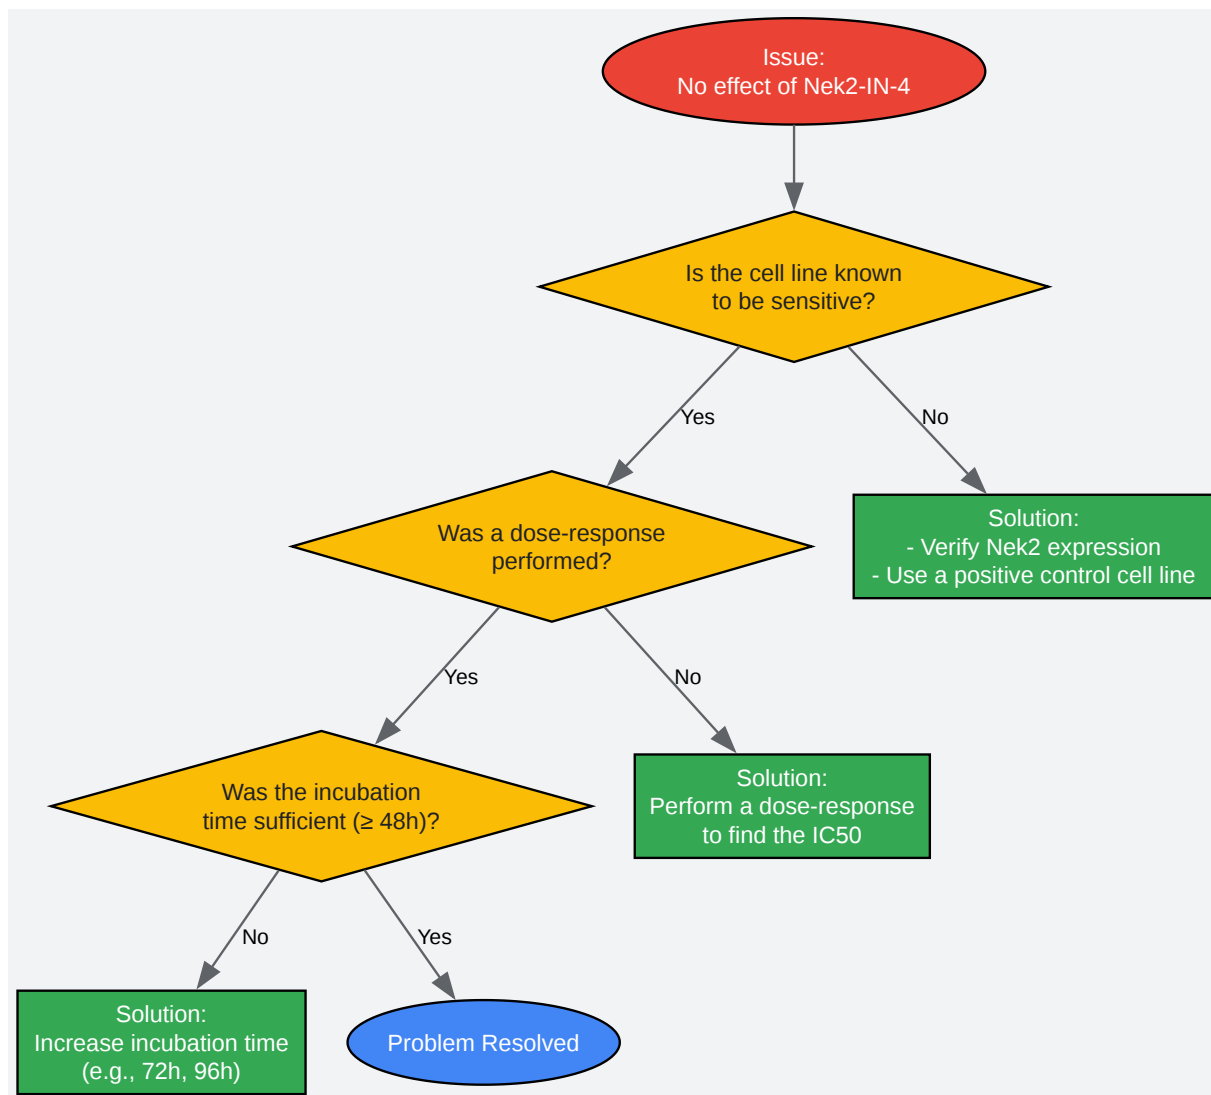 Issue:
No effect of Nek2-IN-4
Is the cell line known
to be sensitive?
Yes
No
Was a dose-response
performed?
Solution:
- Verify Nek2 expression
- Use a positive control cell line
Yes
No
Was the incubation
time sufficient (≥ 48h)?
Solution:
Perform a dose-response
to find the IC50
No
Yes
Solution:
Increase incubation time
(e.g., 72h, 96h)
Problem Resolved